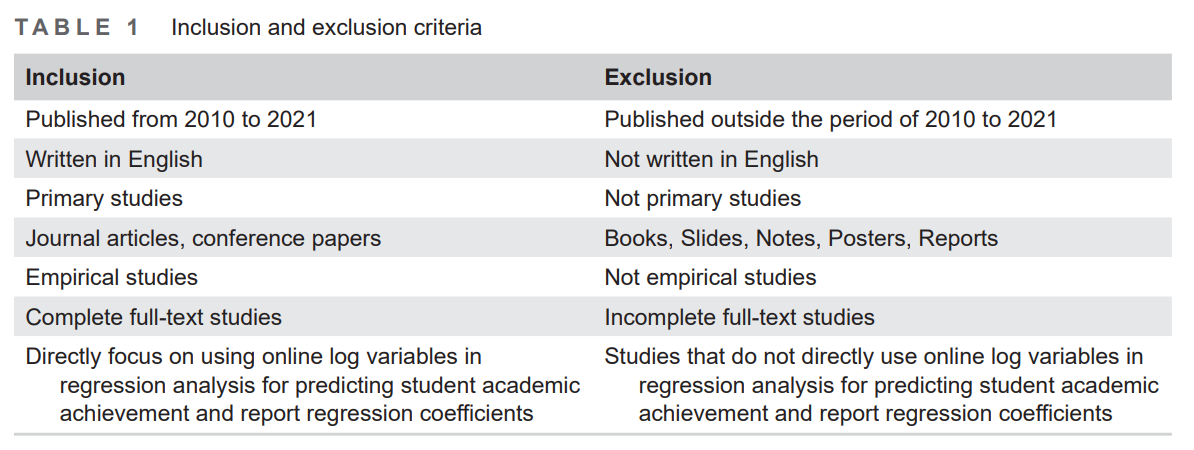 TABLE 1 Inclusion and exclusion criteria
Inclusion Exclusion
Published from 2010 to 2021 Published outside the period of 2010 to 2021
Written in English Not written in English
Primary studies Not primary studies
Journal articles, conference papers Books, Slides, Notes, Posters, Reports
Empirical studies Not empirical studies
Complete full-text studies Incomplete full-text studies
Directly focus on using online log variables in Studies that do not directly use online log variables in
regression analysis for predicting student academic regression analysis for predicting student academic
achievement and report regression coefficients achievement and report regression coefficients